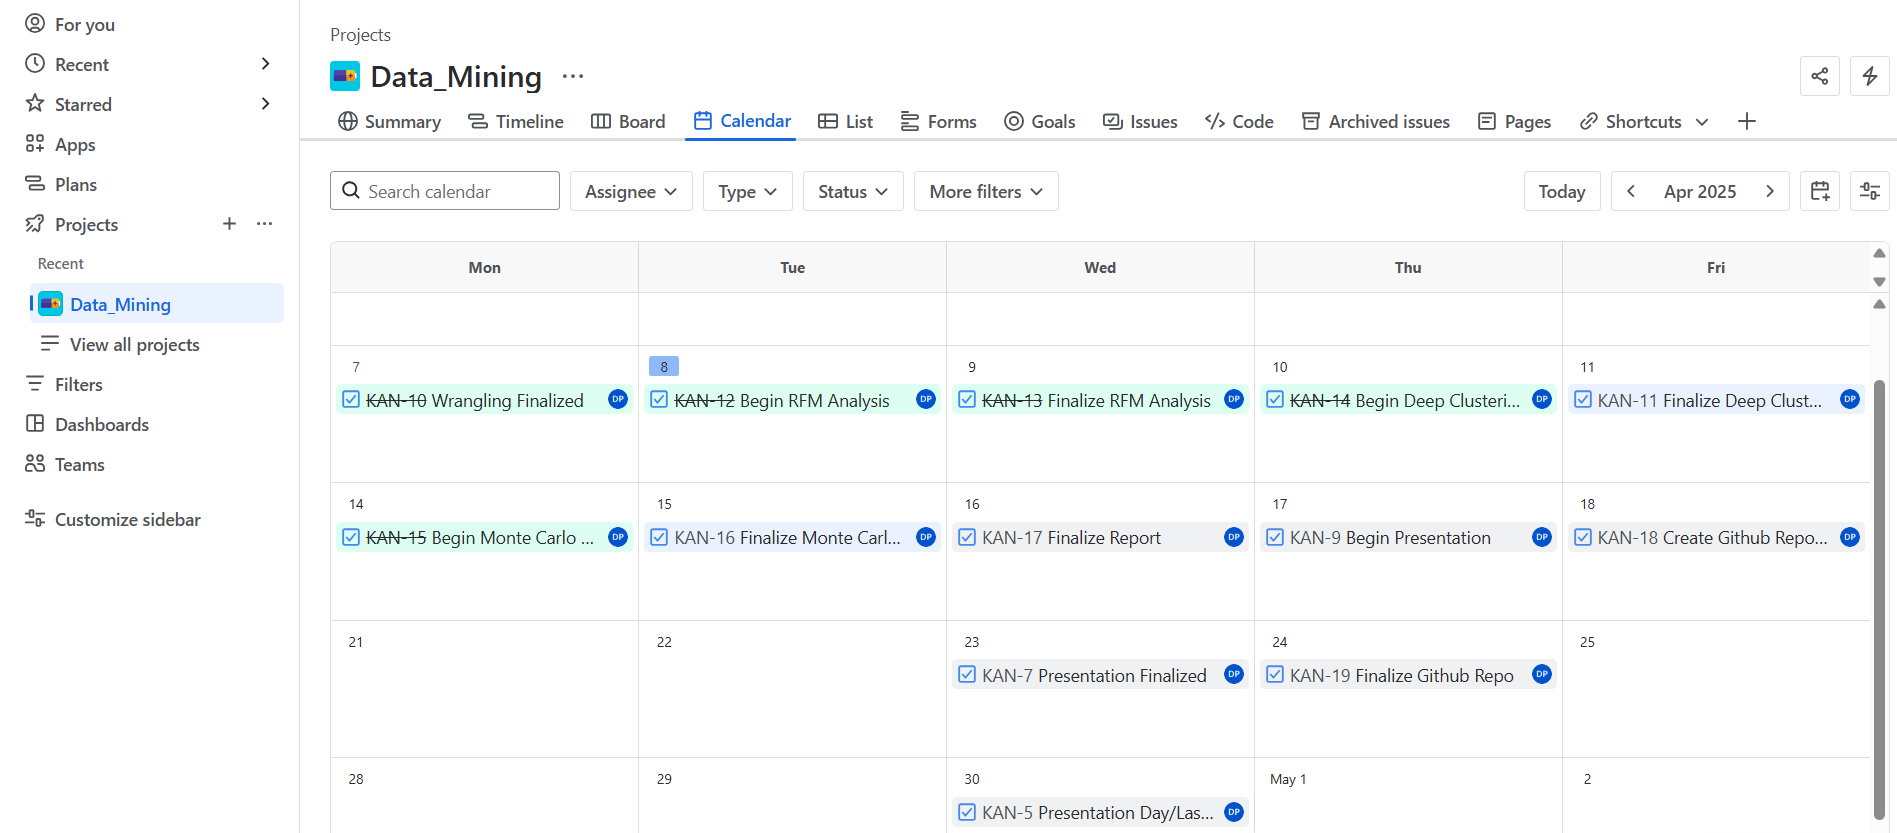 For you
Recent
Starred
Apps
Plans
Projects
Recent
Data_Mining
View all projects
Filters
Dashboards
Teams
Customize sidebar
Projects
Data_Mining
Summary Timeline Board Calendar List Forms Goals Issues Code Archived issues Pages Shortcuts
Search calendar Assignee Type Status More filters Today Apr 2025
Mon Tue Wed Thu Fri
7 8 9 10 11
KAN-10 Wrangling Finalized DP KAN-12 Begin RFM Analysis DP KAN-13 Finalize RFM Analysis DP KAN-14 Begin Deep Clusteri... DP KAN-11 Finalize Deep Clust... DP
14 15 16 17 18
KAN-15 Begin Monte Carlo ... DP KAN-16 Finalize Monte Carl... DP KAN-17 Finalize Report DP KAN-9 Begin Presentation DP KAN-18 Create Github Repo... DP
21 22 23 24 25
KAN-7 Presentation Finalized DP KAN-19 Finalize Github Repo DP
28 29 30 May 1 2
KAN-5 Presentation Day/Las... DP